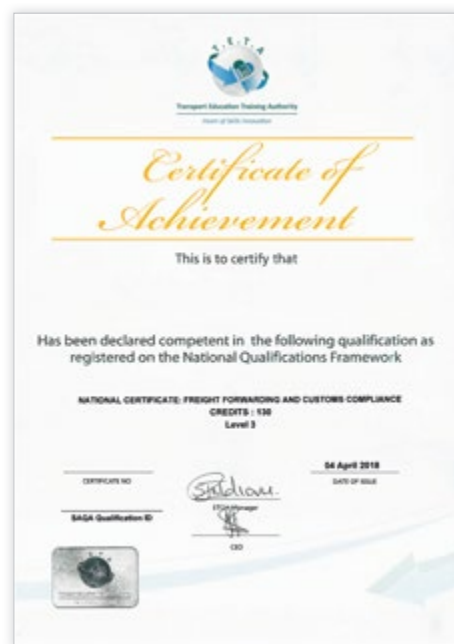 T.E.T.A
Transport Education Training Authority
Certificate of
Achievement
This is to certify that
Has been declared competent in the following qualification as
registered on the National Qualifications Framework
NATIONAL CERTIFICATE: FREIGHT FORWARDING AND CUSTOMS COMPLIANCE
CREDITS : 130
Level 3
04 April 2018
CERTIFICATE NO
DATE OF ISSUE
ETQA Manager
SAQA Qualification ID
CEO
T.E.T.A